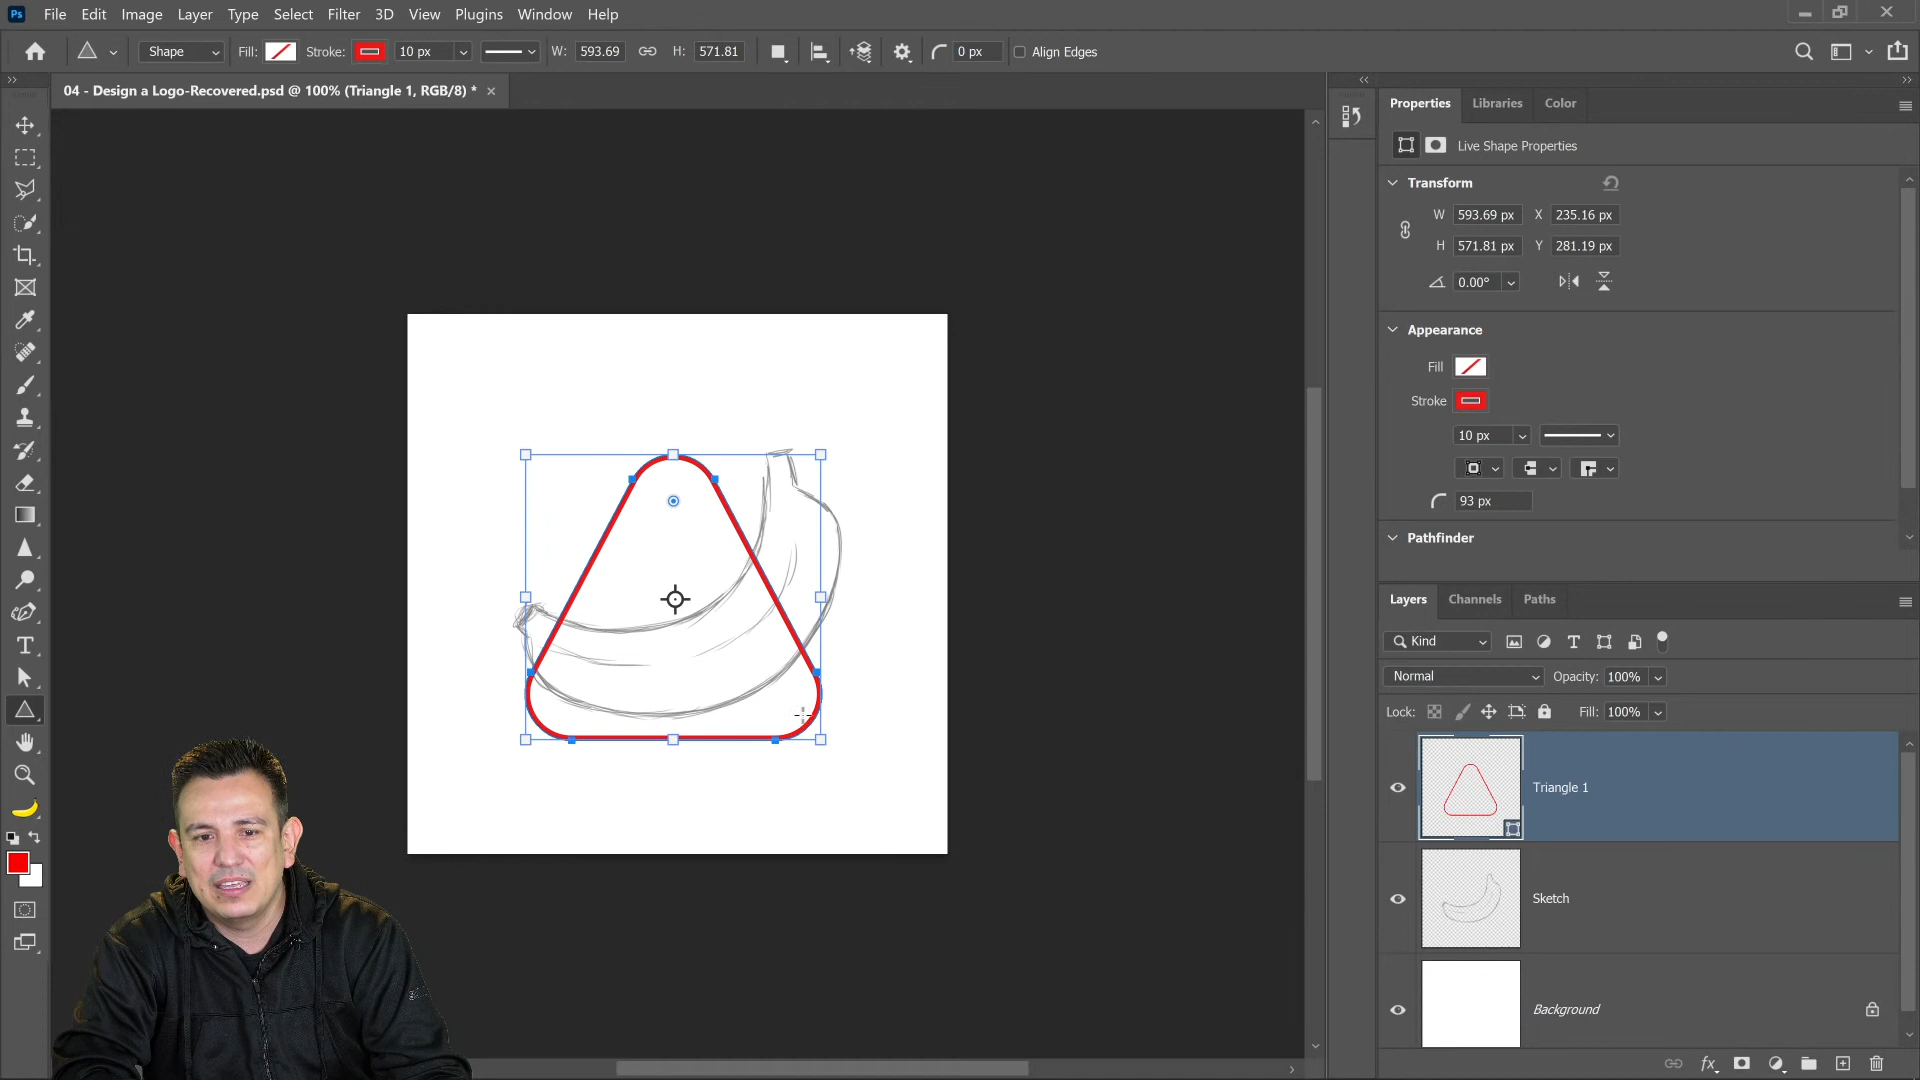 Ps File Edit Image Layer Type Select Filter 3D View Plugins Window Help
Shape Fill: Stroke: 10 px W: 593.69 H: 571.81 0 px Align Edges
04 - Design a Logo-Recovered.psd @ 100% (Triangle 1, RGB/8) *
Properties Libraries Color
Live Shape Properties
Transform
W 593.69 px X 235.16 px
H 571.81 px Y 281.19 px
0.00°
Appearance
Fill
Stroke
10 px
93 px
Pathfinder
Layers Channels Paths
Kind
Normal Opacity: 100%
Lock: Fill: 100%
Triangle 1
Sketch
Background
fx